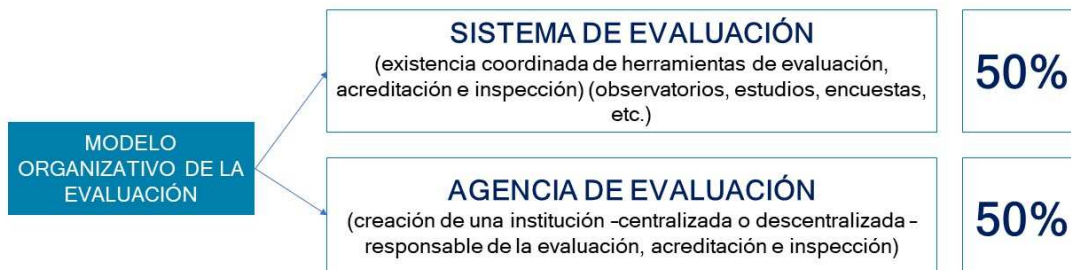 SISTEMA DE EVALUACIÓN
(existencia coordinada de herramientas de evaluación,
acreditación e inspección) (observatorios, estudios, encuestas,
etc.)
50%
MODELO
ORGANIZATIVO DE LA
EVALUACIÓN
AGENCIA DE EVALUACIÓN
(creación de una institución –centralizada o descentralizada–
responsable de la evaluación, acreditación e inspección)
50%